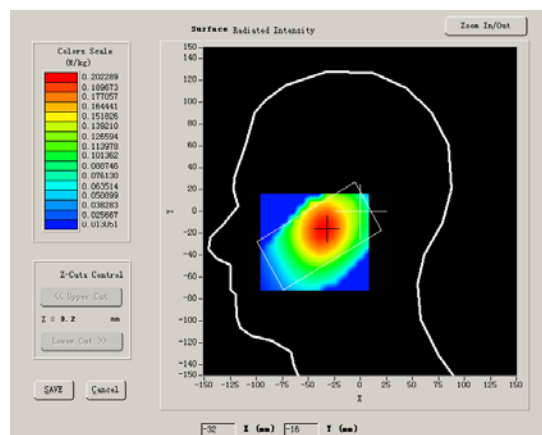 Surface Radiated Intensity
Zoom In/Out
Colors Scale
(W/kg)
0.202289
0.189673
0.177057
0.164441
0.151826
0.139210
0.126594
0.113978
0.101362
0.088746
0.076130
0.063514
0.050899
0.038283
0.025667
0.013051
Z-Cuts Control
<< Upper Cut
Z = 0.2 mm
Lower Cut >>
SAVE Cancel
150
140
120
100
80
60
40
20
0
-20
-40
-60
-80
-100
-120
-140
-150
Y
-150 -125 -100 -75 -50 -25 0 25 50 75 100 125 150
X
-32 X (mm) -16 Y (mm)